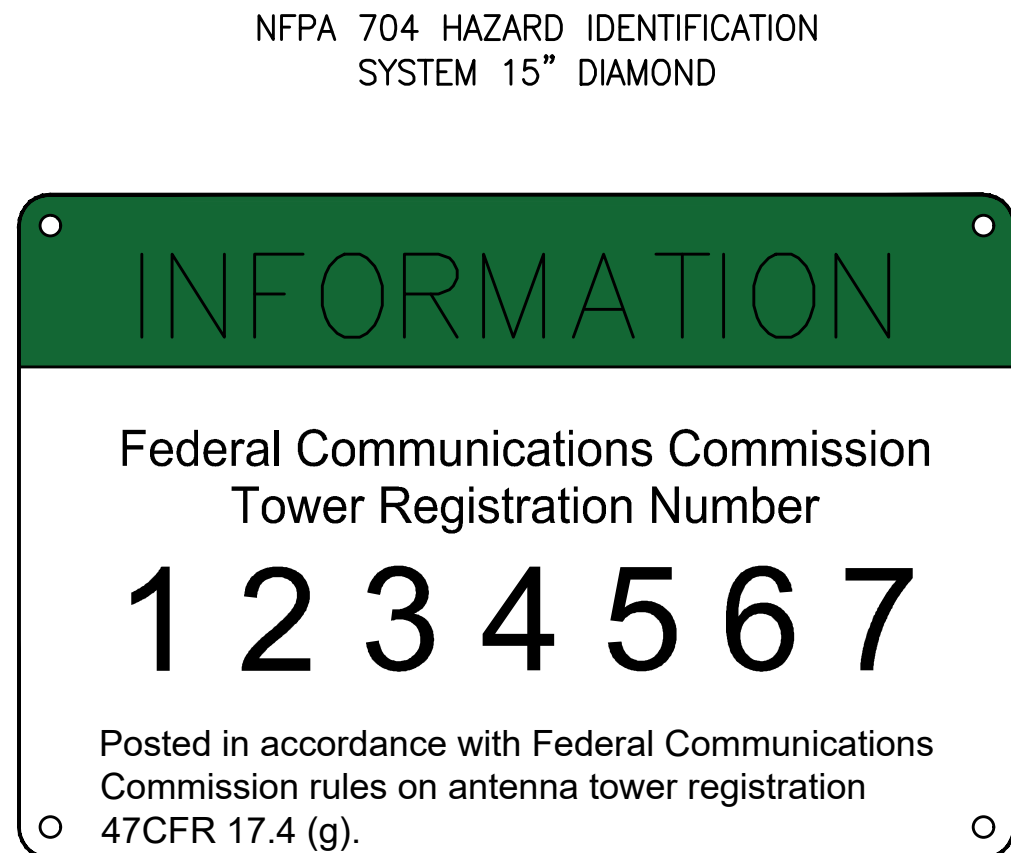 NFPA 704 HAZARD IDENTIFICATION
SYSTEM 15” DIAMOND
INFORMATION
Federal Communications Commission
Tower Registration Number
1 2 3 4 5 6 7
Posted in accordance with Federal Communications
Commission rules on antenna tower registration
47CFR 17.4 (g).